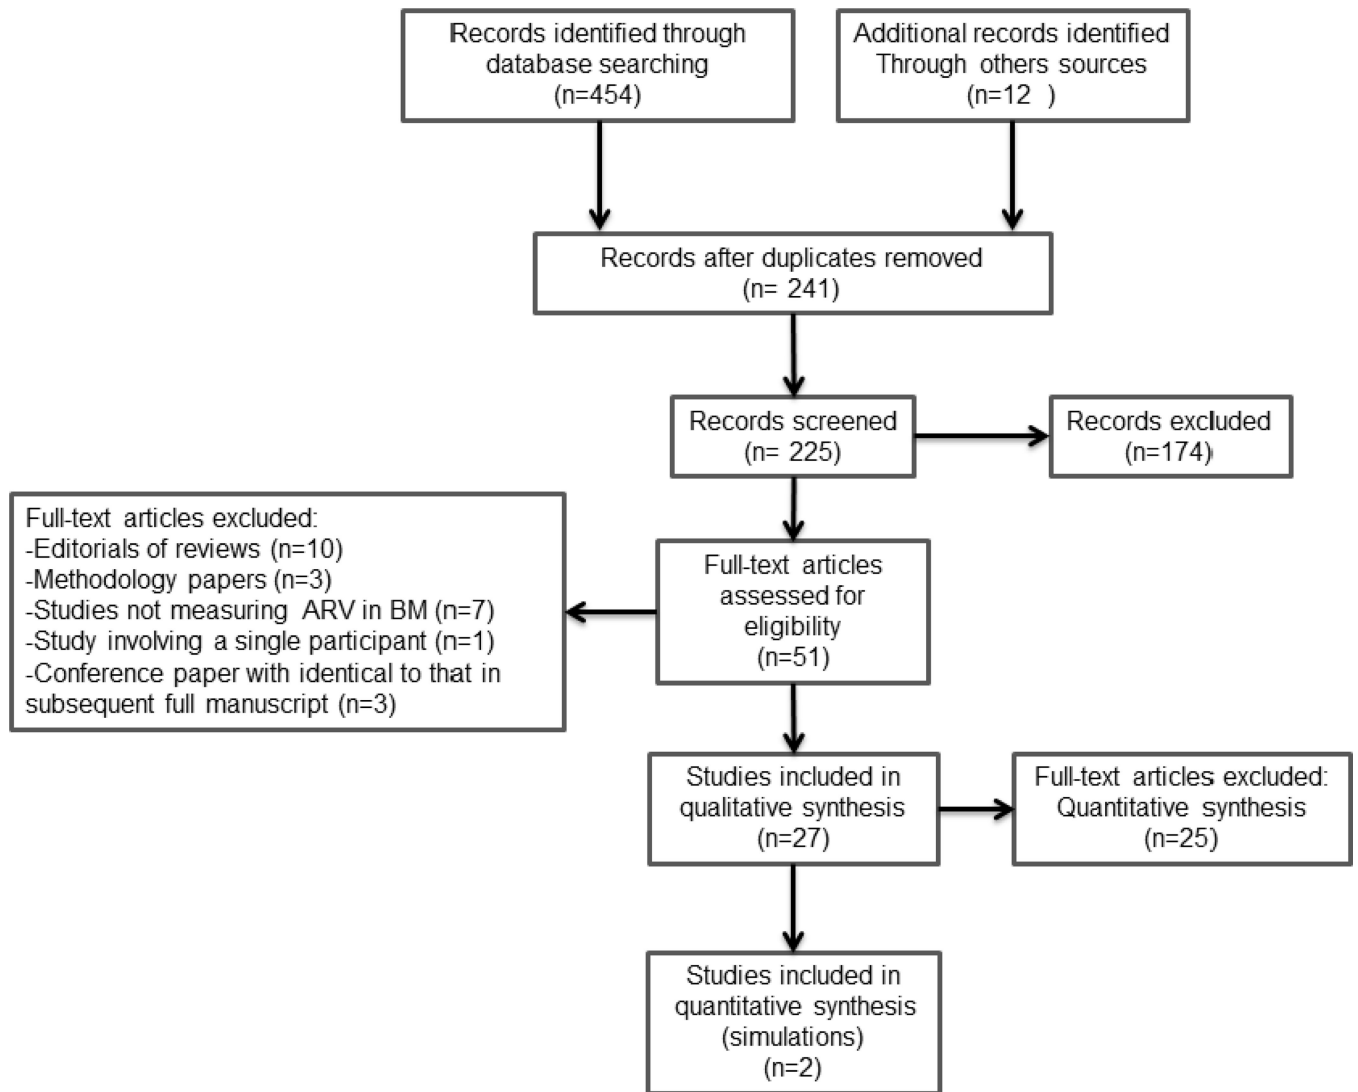 Records identified through
database searching
(n=454)
Additional records identified
Through others sources
(n=12 )
Records after duplicates removed
(n= 241)
Records screened
(n= 225)
Records excluded
(n=174)
Full-text articles excluded:
-Editorials of reviews (n=10)
-Methodology papers (n=3)
-Studies not measuring ARV in BM (n=7)
-Study involving a single participant (n=1)
-Conference paper with identical to that in
subsequent full manuscript (n=3)
Full-text articles
assessed for
eligibility
(n=51)
Studies included in
qualitative synthesis
(n=27)
Full-text articles excluded:
Quantitative synthesis
(n=25)
Studies included in
quantitative synthesis
(simulations)
(n=2)